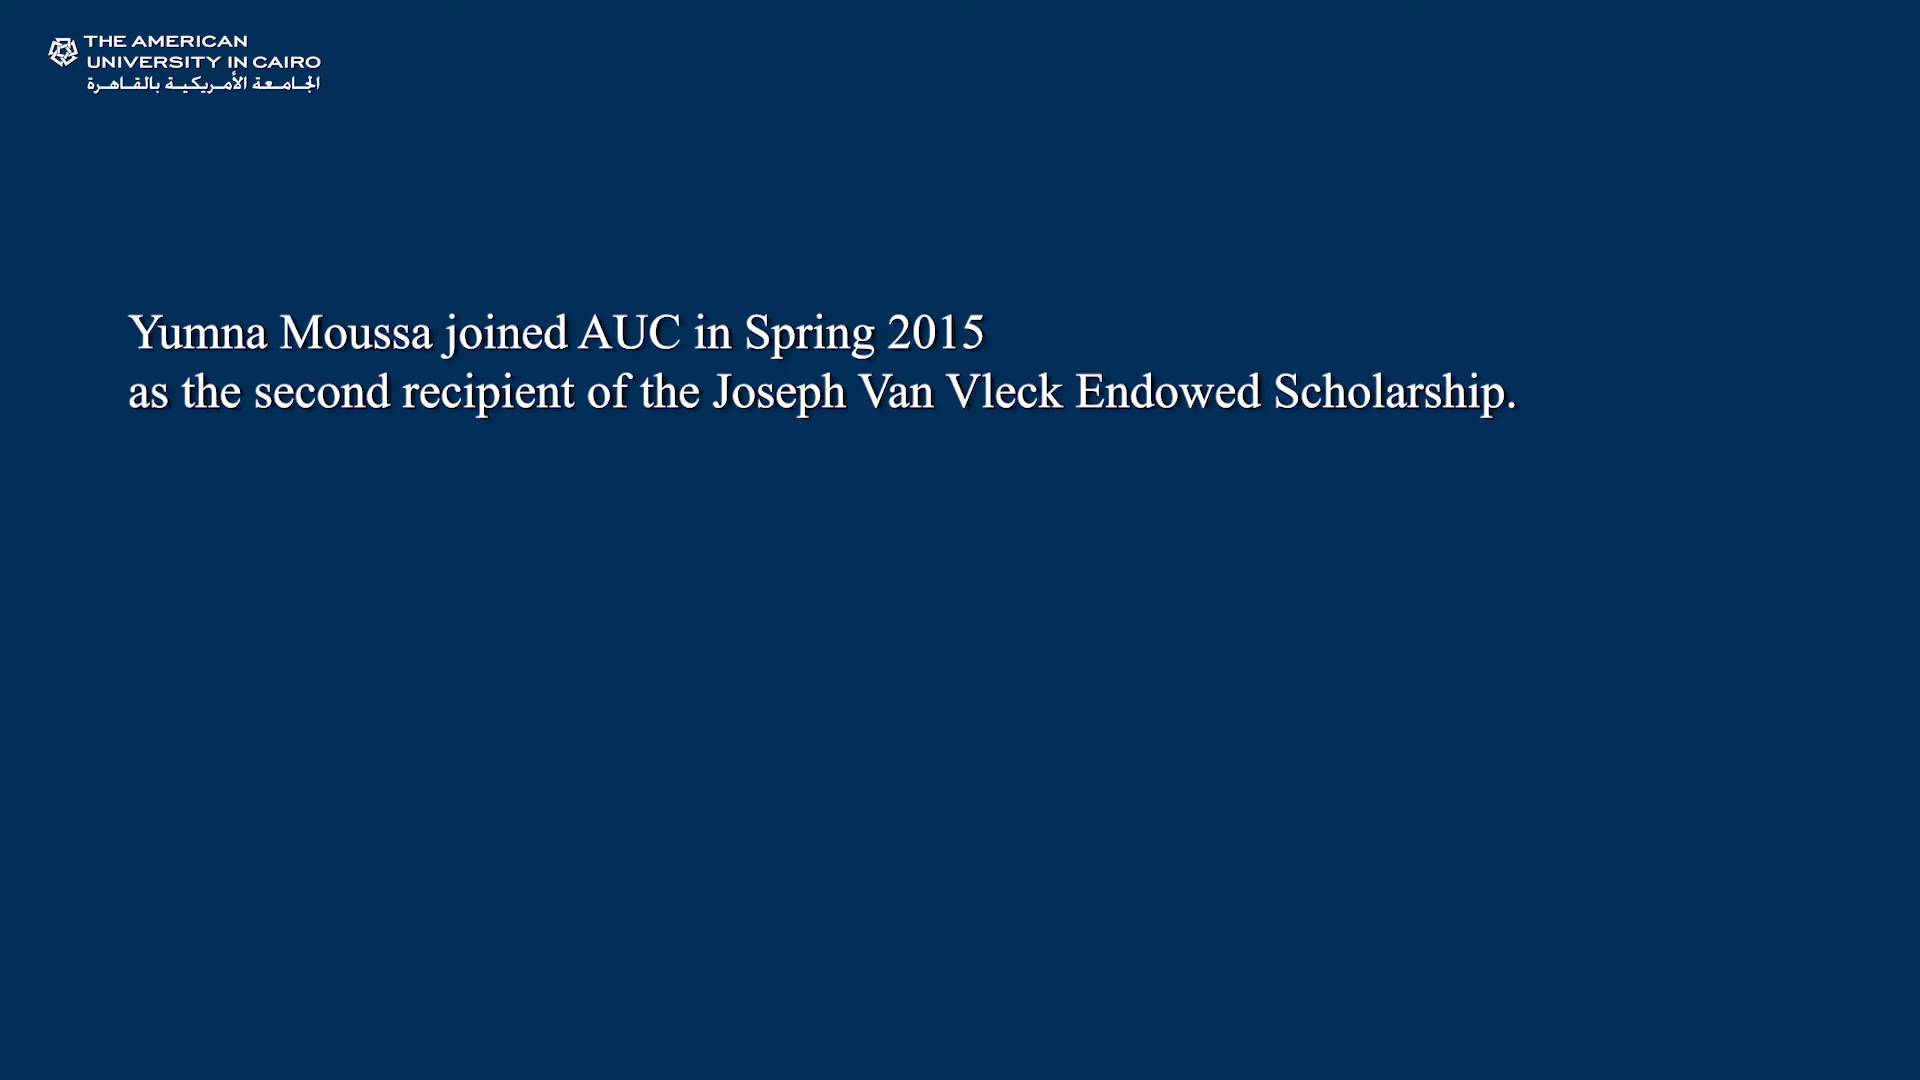 THE AMERICAN
UNIVERSITY IN CAIRO
الجامعة الأمريكية بالقاهرة
Yumna Moussa joined AUC in Spring 2015
as the second recipient of the Joseph Van Vleck Endowed Scholarship.